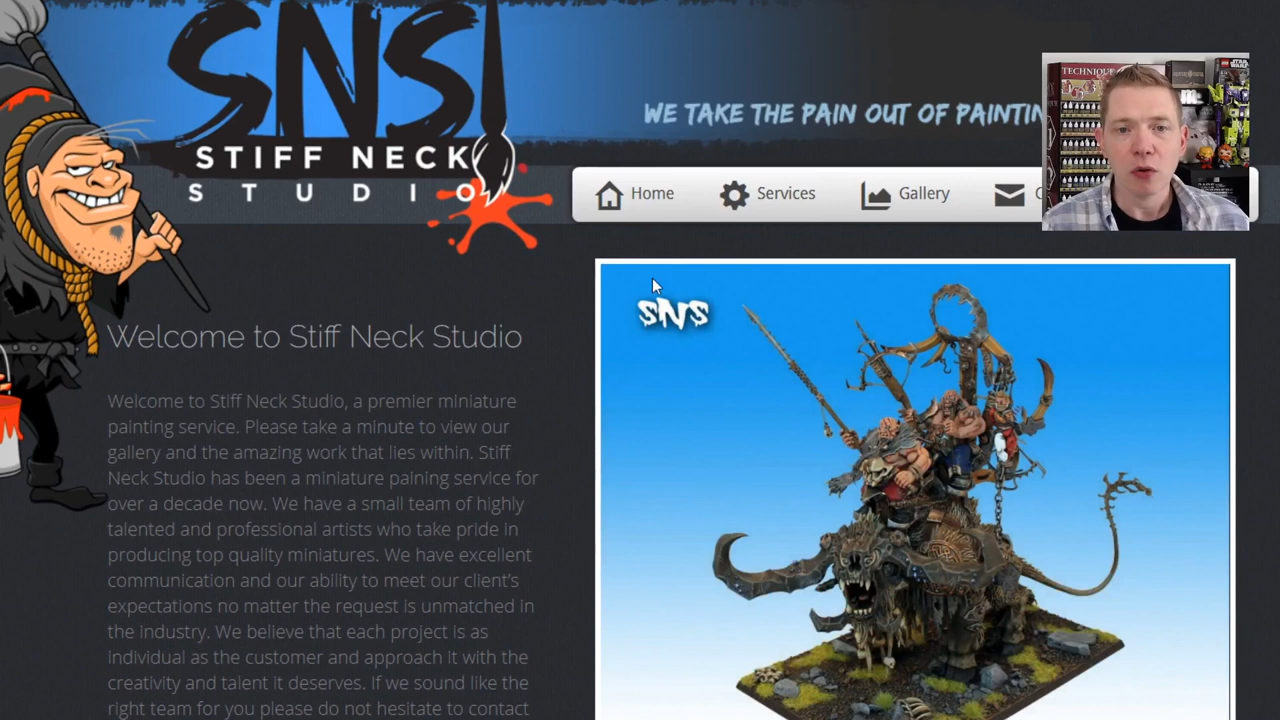 SNS
STIFF NECK
STUDIO
WE TAKE THE PAIN OUT OF
Home
Services
Gallery
TECHNIQUE
SNS
Welcome to Stiff Neck Studio
Welcome to Stiff Neck Studio, a premier miniature
painting service. Please take a minute to view our
gallery and the amazing work that lies within. Stiff
Neck Studio has been a miniature paining service for
over a decade now. We have a small team of highly
talented and professional artists who take pride in
producing top quality miniatures. We have excellent
communication and our ability to meet our client's
expectations no matter the request is unmatched in
the industry. We believe that each project is as
individual as the customer and approach it with the
creativity and talent it deserves. If we sound like the
right team for you please do not hesitate to contact